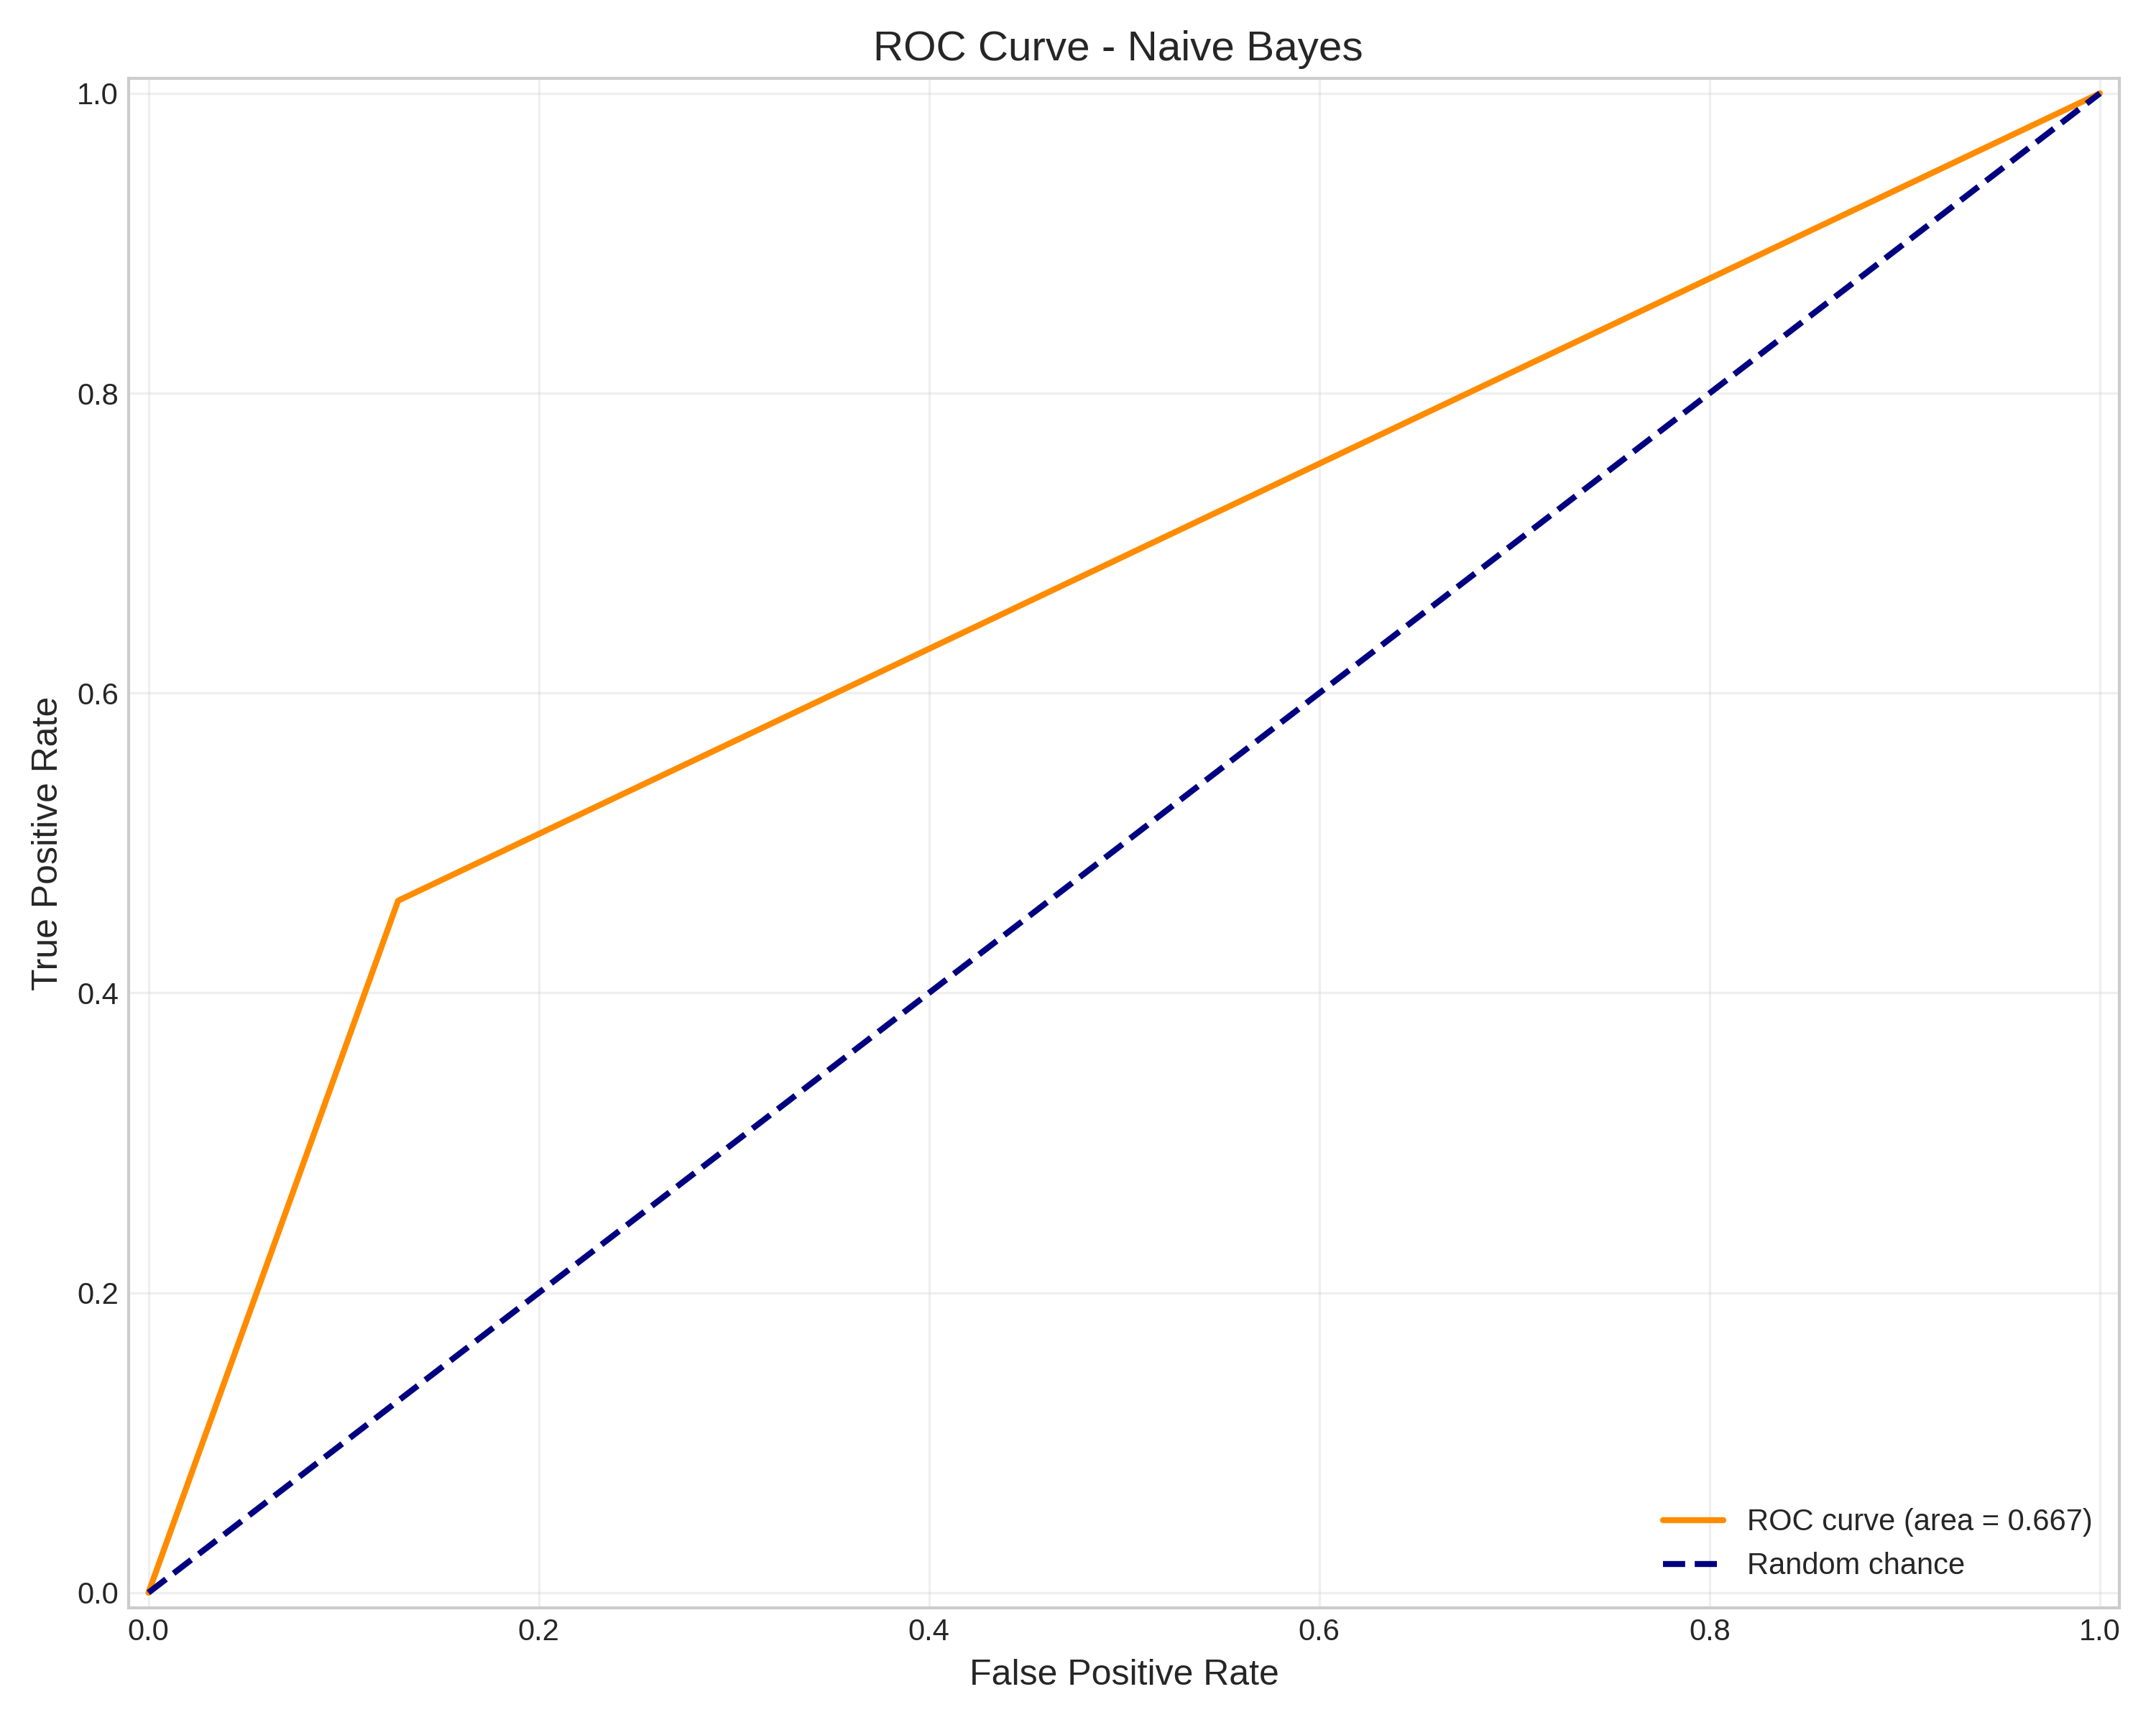 ROC Curve - Naive Bayes
True Positive Rate
1.0
0.8
0.6
0.4
0.2
0.0
0.0 0.2 0.4 0.6 0.8 1.0
False Positive Rate
ROC curve (area = 0.667)
Random chance